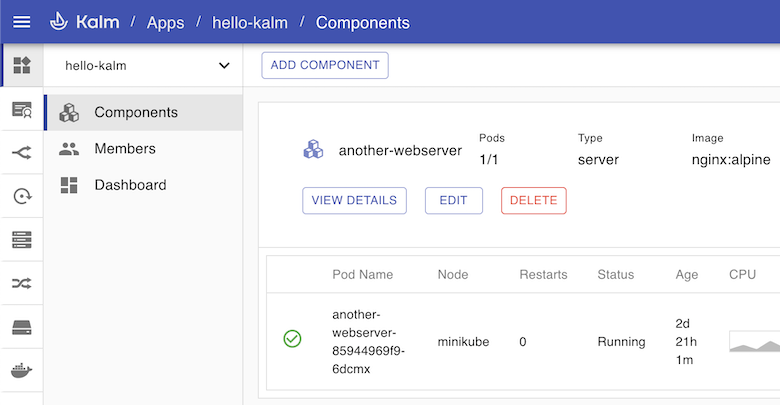 Kalm / Apps / hello-kalm / Components
hello-kalm
ADD COMPONENT
Components
Members
Dashboard
another-webserver
Pods
1/1
Type
server
Image
nginx:alpine
VIEW DETAILS
EDIT
DELETE
Pod Name Node Restarts Status Age CPU
another-
webserver-
85944969f9-
6dcmx
minikube
0
Running
2d
21h
1m